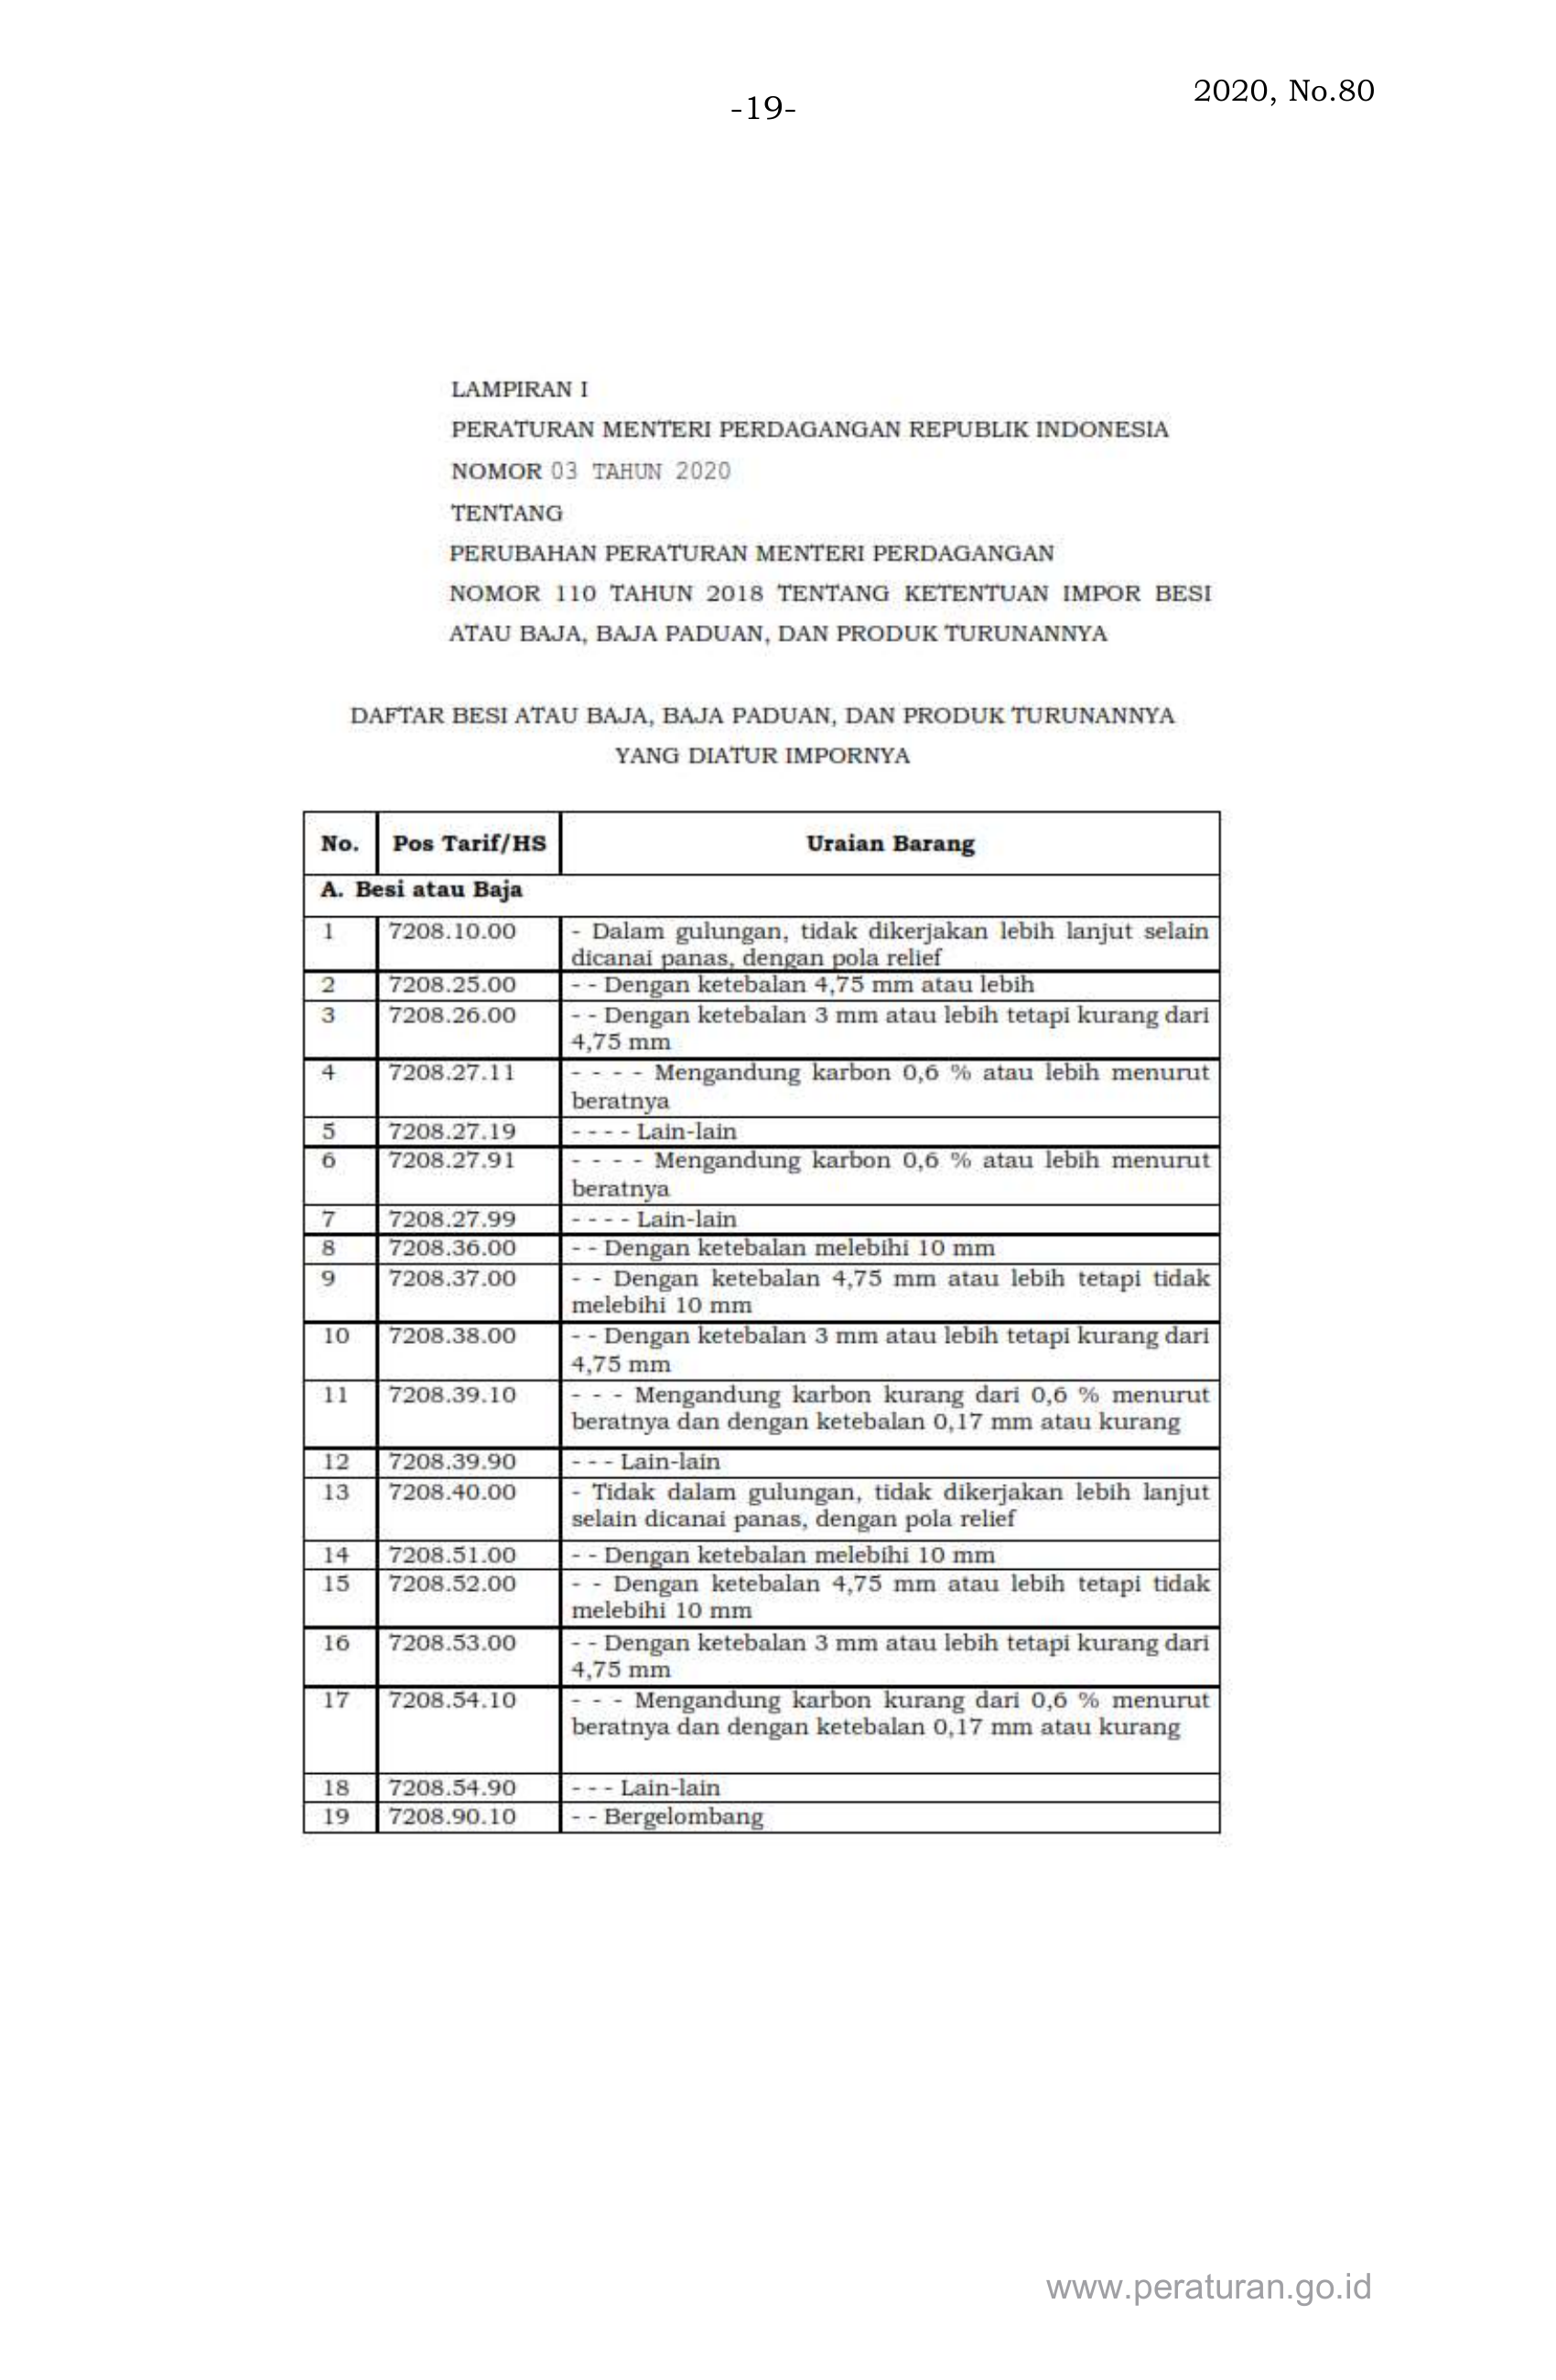 2020, No.80
-19-
LAMPIRAN I
PERATURAN MENTERI PERDAGANGAN REPUBLIK INDONESIA
NOMOR 03 TAHUN 2020
TENTANG
PERUBAHAN PERATURAN MENTERI PERDAGANGAN
NOMOR 110 TAHUN 2018 TENTANG KETENTUAN IMPOR BESI
ATAU BAJA, BAJA PADUAN, DAN PRODUK TURUNANNYA
DAFTAR BESI ATAU BAJA, BAJA PADUAN, DAN PRODUK TURUNANNYA
YANG DIATUR IMPORNYA
No. Pos Tarif/HS Uraian Barang
A. Besi atau Baja
1 7208.10.00 - Dalam gulungan, tidak dikerjakan lebih lanjut selain
dicanai panas, dengan pola relief
2 7208.25.00 - - Dengan ketebalan 4,75 mm atau lebih
3 7208.26.00 - - Dengan ketebalan 3 mm atau lebih tetapi kurang dari
4,75 mm
4 7208.27.11 - - - - Mengandung karbon 0,6 % atau lebih menurut
beratnya
5 7208.27.19 - - - - Lain-lain
6 7208.27.91 - - - - Mengandung karbon 0,6 % atau lebih menurut
beratnya
7 7208.27.99 - - - - Lain-lain
8 7208.36.00 - - Dengan ketebalan melebihi 10 mm
9 7208.37.00 - - Dengan ketebalan 4,75 mm atau lebih tetapi tidak
melebihi 10 mm
10 7208.38.00 - - Dengan ketebalan 3 mm atau lebih tetapi kurang dari
4,75 mm
11 7208.39.10 - - - Mengandung karbon kurang dari 0,6 % menurut
beratnya dan dengan ketebalan 0,17 mm atau kurang
12 7208.39.90 - - - Lain-lain
13 7208.40.00 - Tidak dalam gulungan, tidak dikerjakan lebih lanjut
selain dicanai panas, dengan pola relief
14 7208.51.00 - - Dengan ketebalan melebihi 10 mm
15 7208.52.00 - - Dengan ketebalan 4,75 mm atau lebih tetapi tidak
melebihi 10 mm
16 7208.53.00 - - Dengan ketebalan 3 mm atau lebih tetapi kurang dari
4,75 mm
17 7208.54.10 - - - Mengandung karbon kurang dari 0,6 % menurut
beratnya dan dengan ketebalan 0,17 mm atau kurang
18 7208.54.90 - - - Lain-lain
19 7208.90.10 - - Bergelombang
www.peraturan.go.id